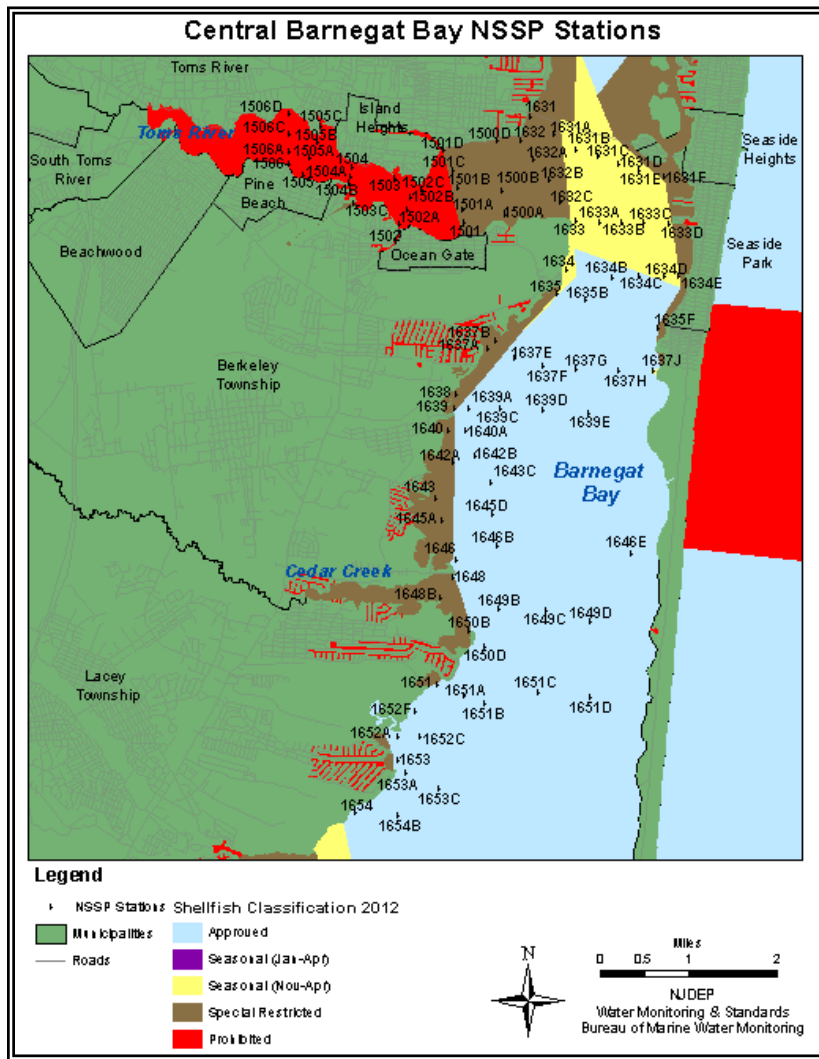 Central Barnegat Bay NSSP Stations
Toms River
1506D
1505C
Island
Heights
1631
1506C
1505B
Toms River
1501D
1500D
1632
1631A
1631B
Seaside
Heights
1506A
1505A
1631C
South Toms
River
1504
1501C
1632A
1631D
1504A
1503
1502C
1501B
1500B
1632B
1631E
1631F
Pine
Beach
1505
1504B
1502B
1632C
1503C
1502A
1501A
1500A
1633A
1633C
Beachwood
1502
1501
1633
1633B
1633D
Ocean Gate
Seaside
Park
1634
1634B
1634D
1634C
1634E
1635
1635B
1635F
1637B
1637A
1637E
1637G
1637J
Berkeley
Township
1637F
1637H
1638
1639A
1639D
1639
1639C
1639E
1640
1640A
1642A
1642B
Barnegat
Bay
1643C
1643
1645D
1645A
1646B
1646E
1646
Cedar Creek
1648
1648B
1649B
1649C
1649D
1650B
1650D
Lacey
Township
1651
1651A
1651C
1651B
1651D
1652F
1652A
1652C
1653
1653A
1653C
1654
1654B
Legend
NSSP Stations
Shellfish Classification 2012
Municipalities
Approved
Roads
Seasonal (Jan-Apr)
Seasonal (Nov-Apr)
Special Restricted
Prohibited
N
Miles
0 0.5 1 2
NJDEP
Water Monitoring & Standards
Bureau of Marine Water Monitoring